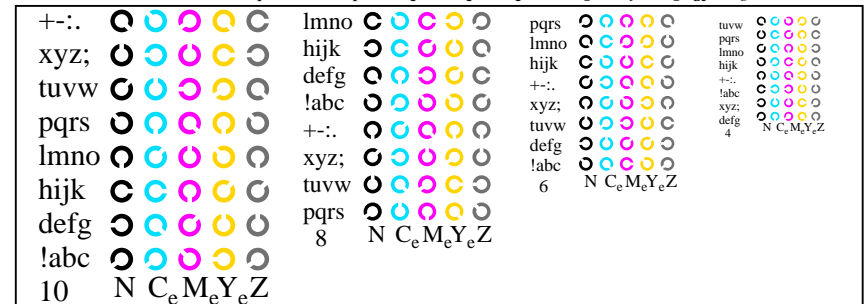 +-:.
xyz;
tuvw
pqrs
lmno
hijk
defg
!abc
10 N CeMeYeZ
lmno
hijk
defg
!abc
+-:.
xyz;
tuvw
pqrs
8 N CeMeYeZ
pqrs
lmno
hijk
+-:.
xyz;
tuvw
defg
!abc
6 N CeMeYeZ
tuvw
pqrs
lmno
hijk
+-:.
!abc
xyz;
defg
4 N CeMeYeZ